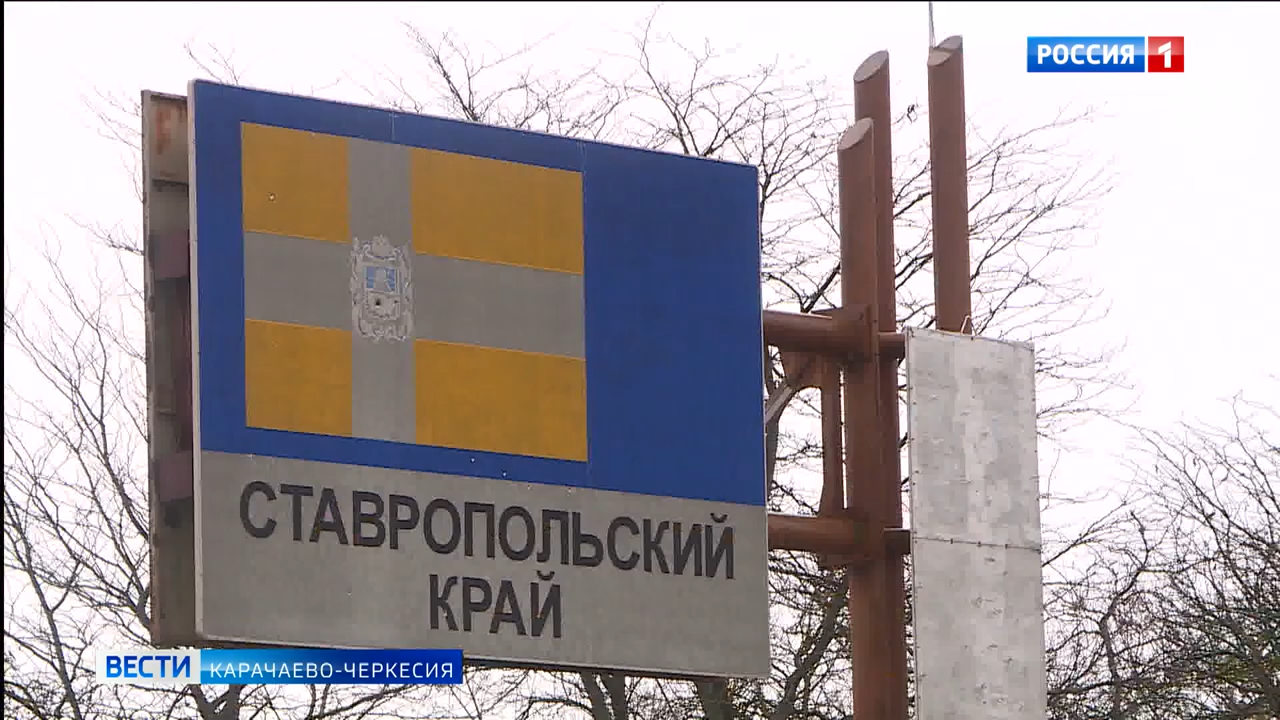 РОССИЯ 1
СТАВРОПОЛЬСКИЙ
КРАЙ
ВЕСТИ КАРАЧАЕВО-ЧЕРКЕСИЯ